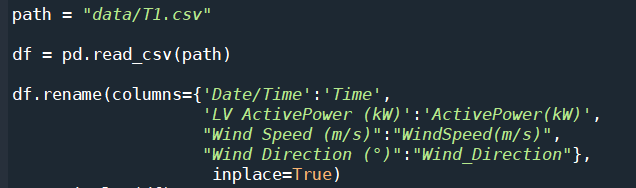 path = "data/T1.csv"
df = pd.read_csv(path)
df.rename(columns={'Date/Time':'Time',
'LV ActivePower (kW)':'ActivePower(kW)',
"Wind Speed (m/s)":"WindSpeed(m/s)",
"Wind Direction (°)":"Wind_Direction"},
inplace=True)